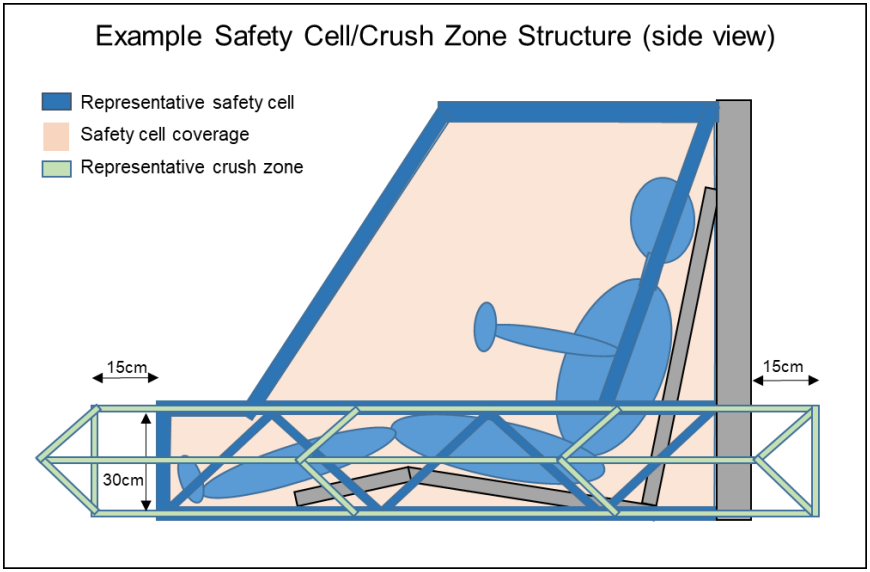 Example Safety Cell/Crush Zone Structure (side view)
Representative safety cell
Safety cell coverage
Representative crush zone
15cm
15cm
30cm